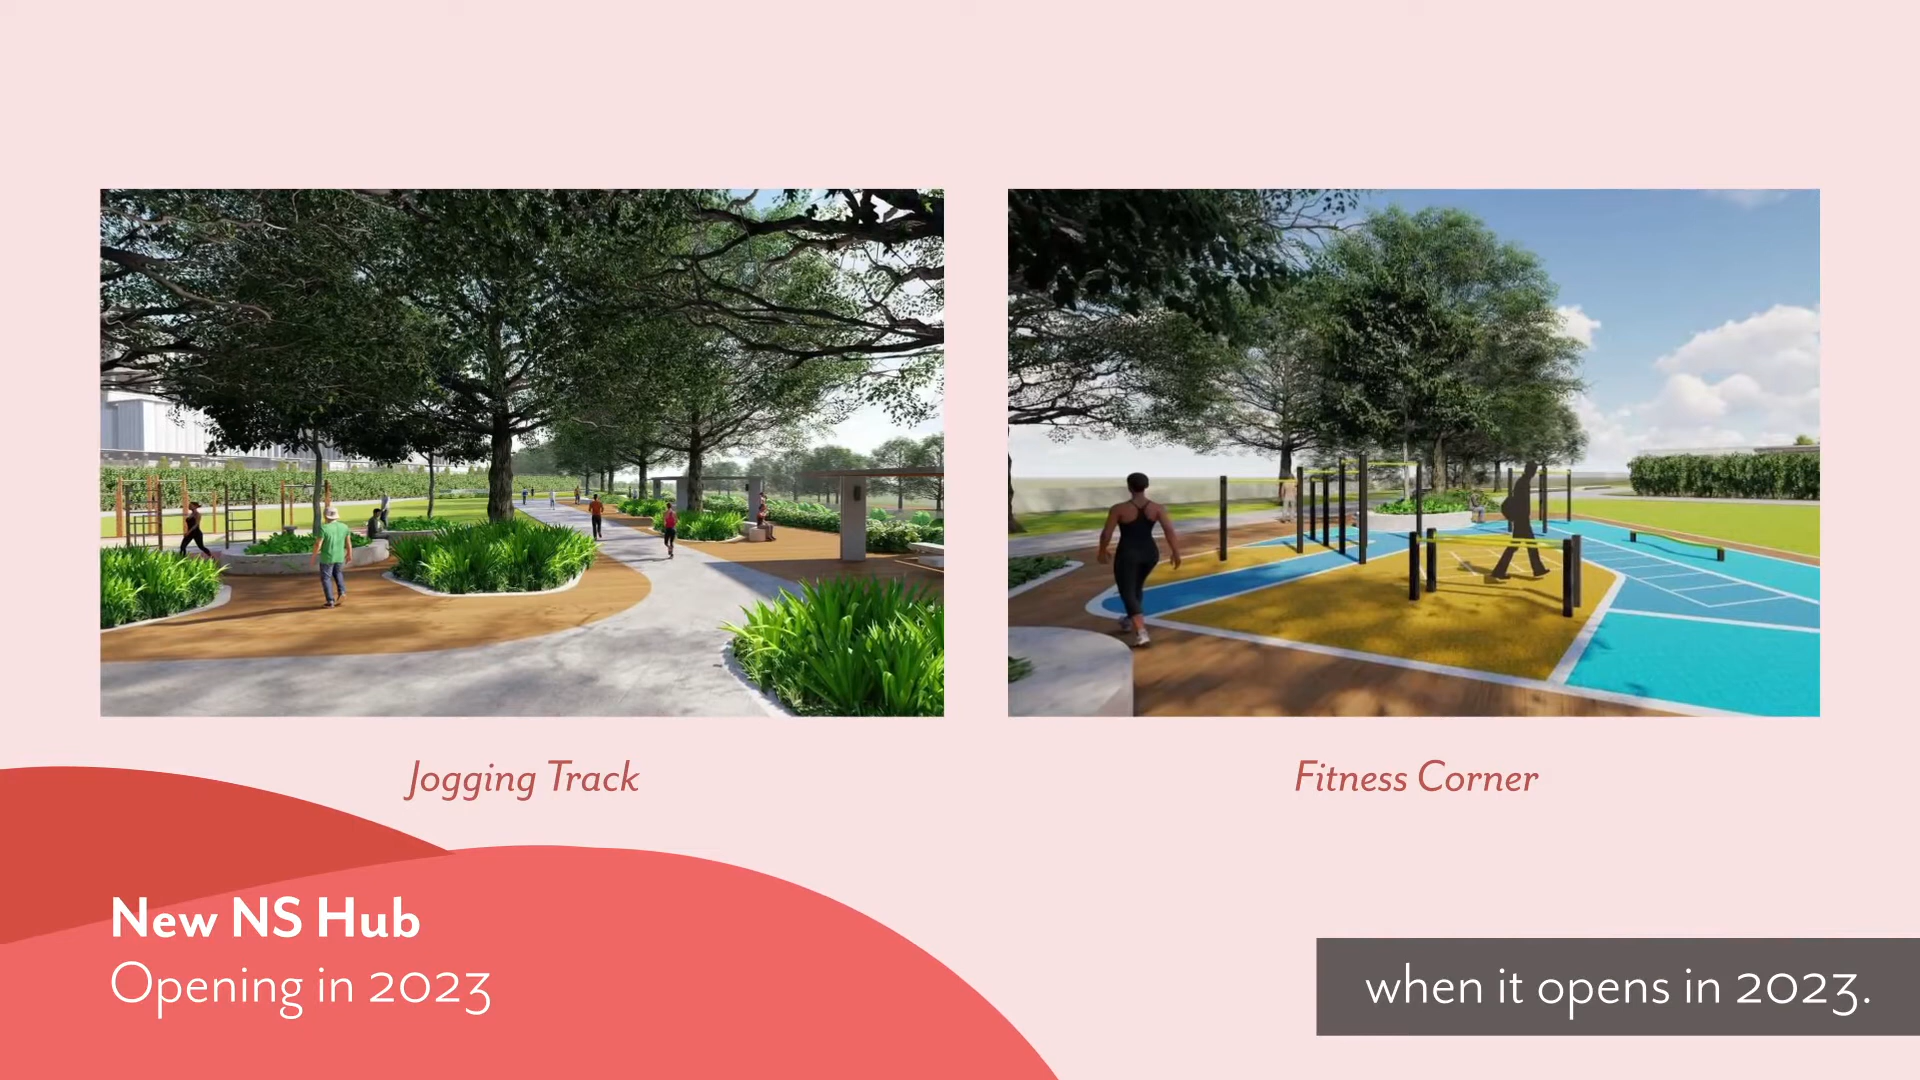 Jogging Track
Fitness Corner
New NS Hub
Opening in 2023
when it opens in 2023.